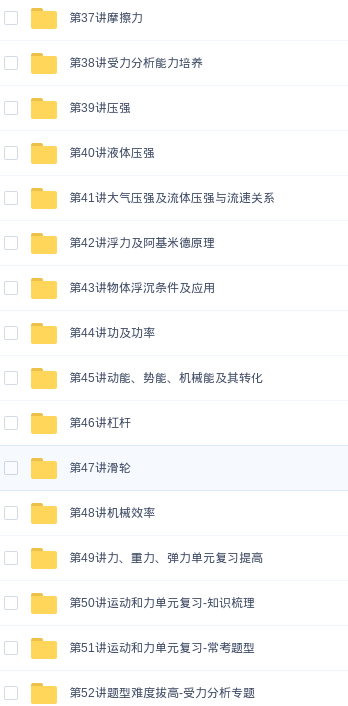 第37讲摩擦力
第38讲受力分析能力培养
第39讲压强
第40讲液体压强
第41讲大气压强及流体压强与流速关系
第42讲浮力及阿基米德原理
第43讲物体浮沉条件及应用
第44讲功及功率
第45讲动能、势能、机械能及其转化
第46讲杠杆
第47讲滑轮
第48讲机械效率
第49讲力、重力、弹力单元复习提高
第50讲运动和力单元复习-知识梳理
第51讲运动和力单元复习-常考题型
第52讲题型难度拔高-受力分析专题